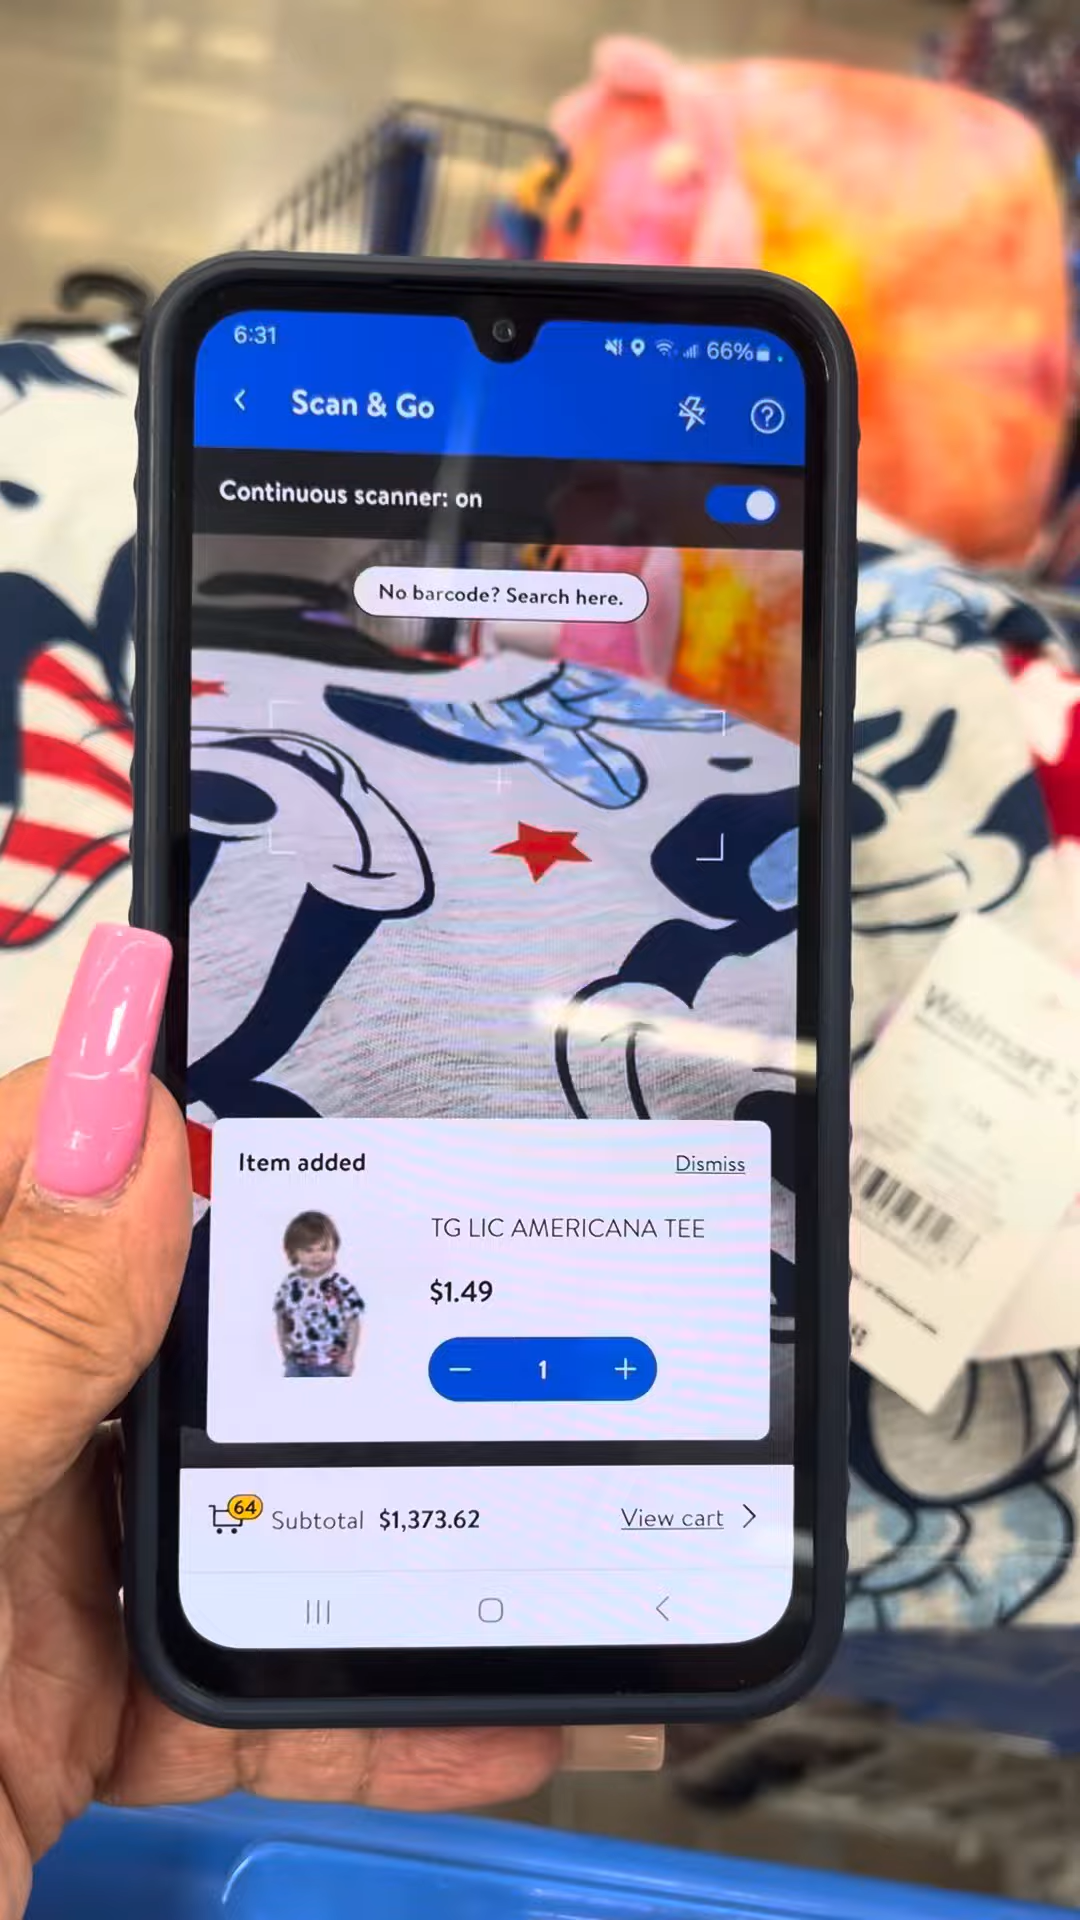 6:31
66%
Scan & Go
Continuous scanner: on
No barcode? Search here.
Item added
Dismiss
TG LIC AMERICANA TEE
$1.49
1
64
Subtotal $1,373.62
View cart
Walmart